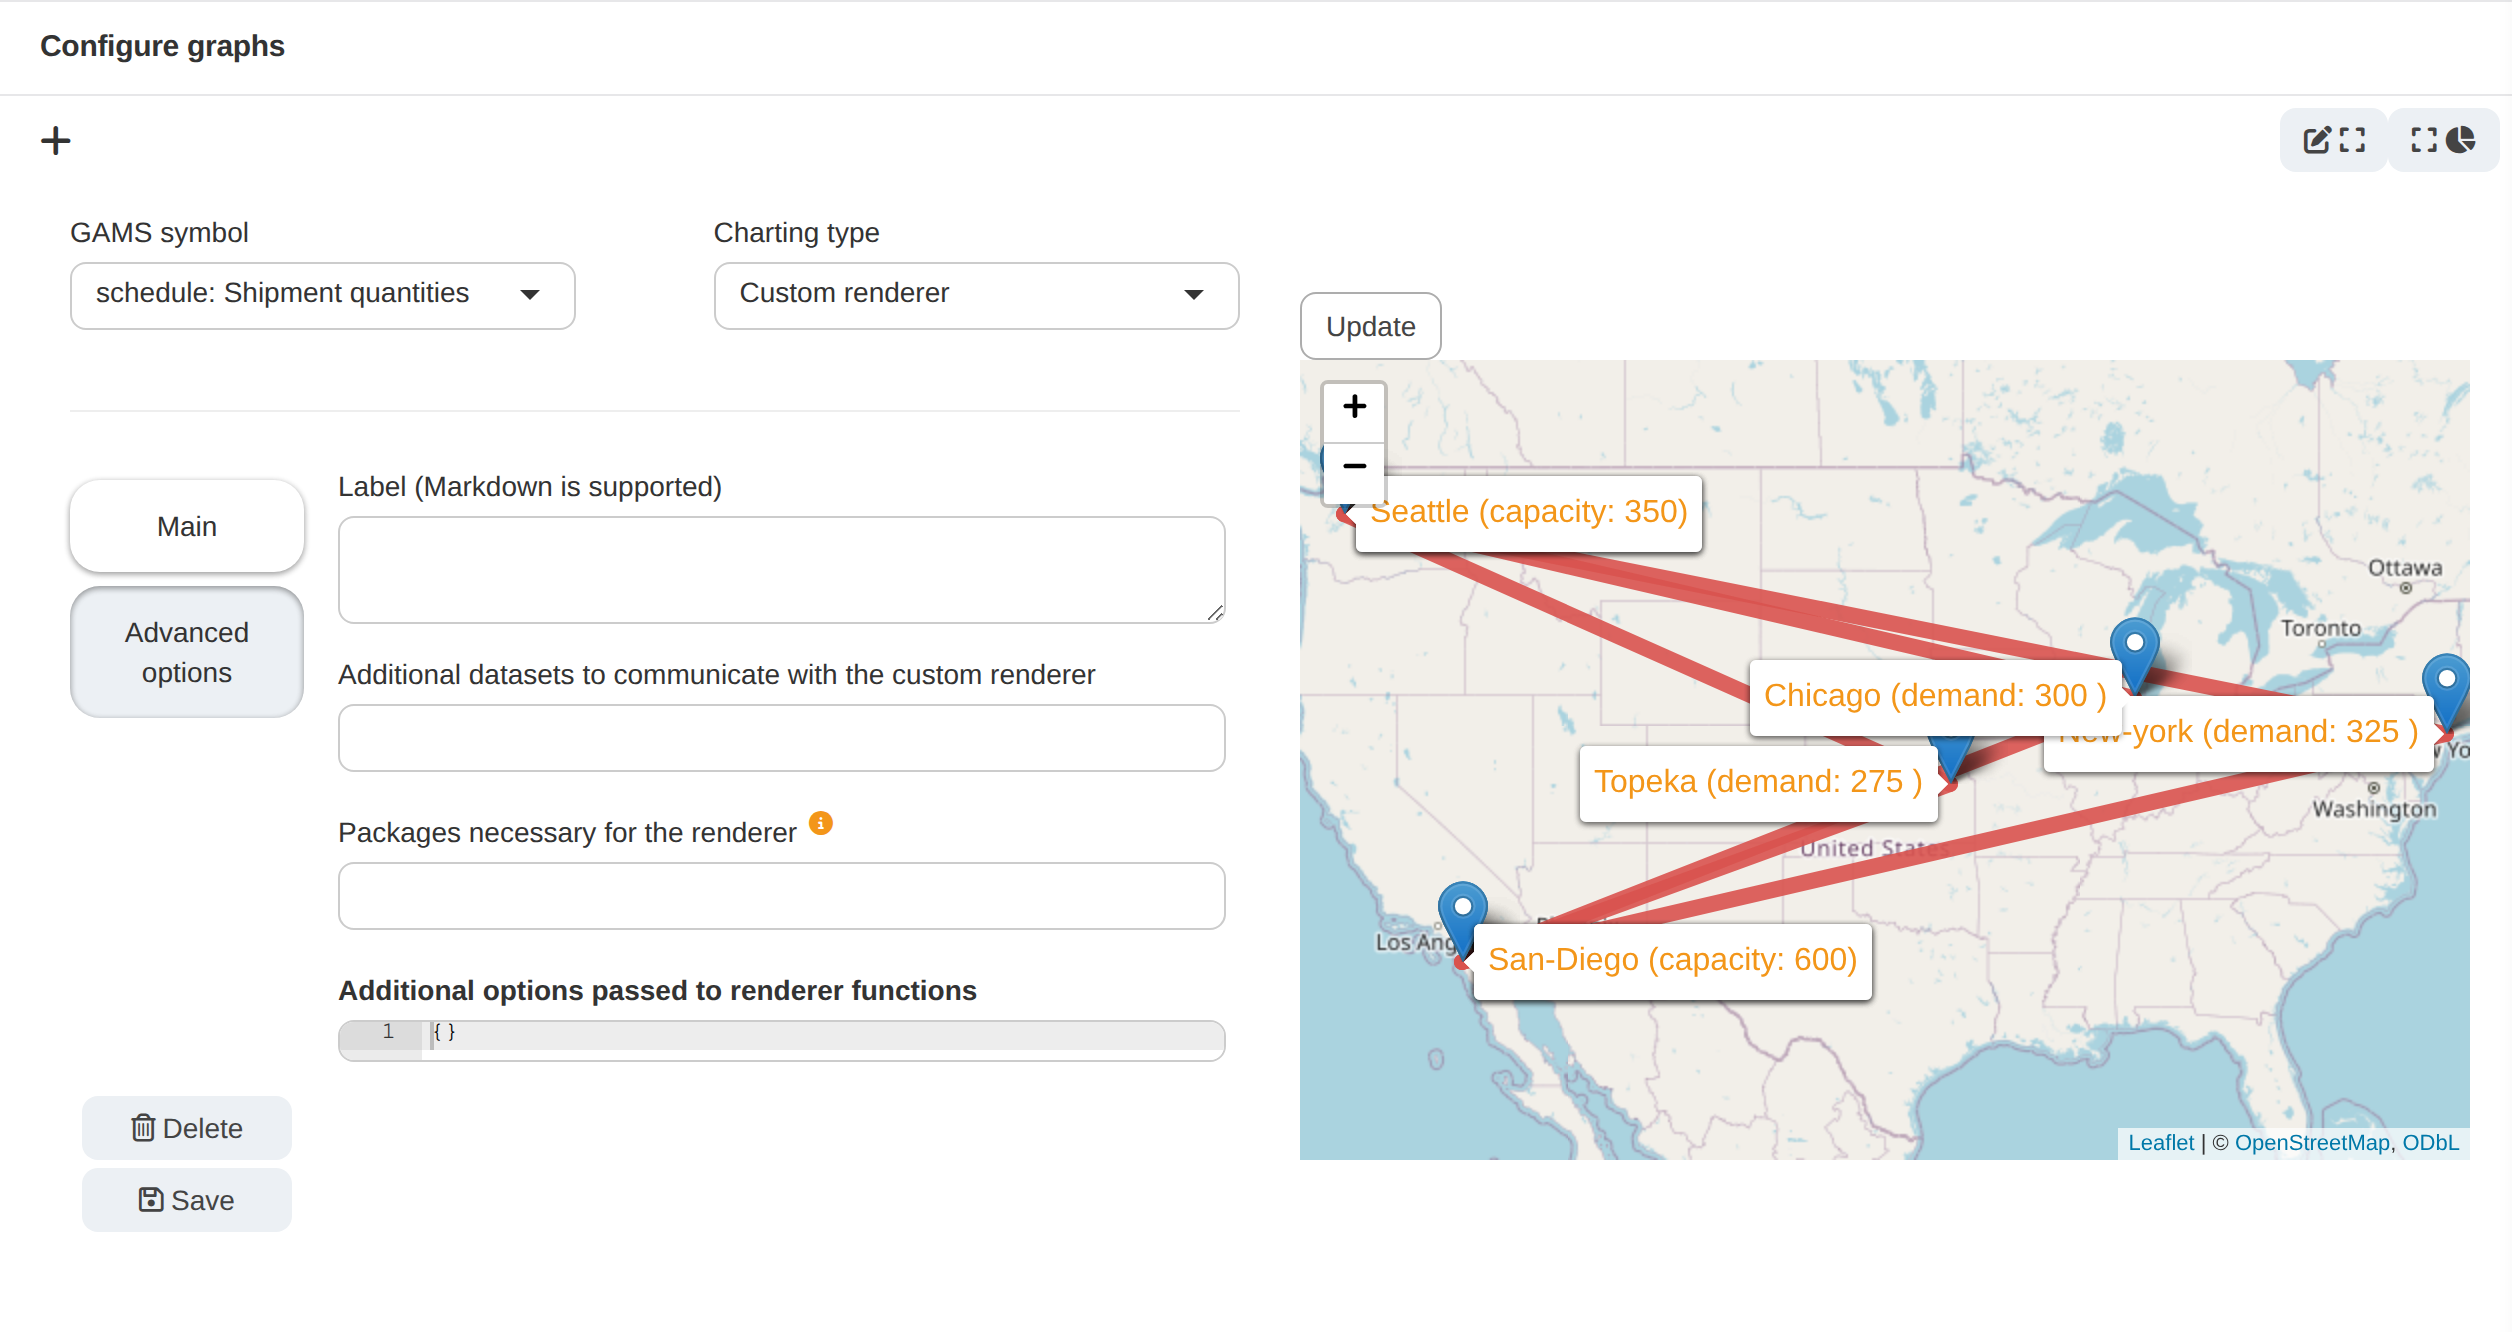 Configure graphs
GAMS symbol
Charting type
schedule: Shipment quantities
Custom renderer
Update
Main
Advanced
options
Label (Markdown is supported)
Additional datasets to communicate with the custom renderer
Packages necessary for the renderer
Additional options passed to renderer functions
1
{ }
Delete
Save
+
−
Seattle (capacity: 350)
Ottawa
Toronto
Chicago (demand: 300 )
New-york (demand: 325 )
Topeka (demand: 275 )
Washington
United States
Los Ang
San-Diego (capacity: 600)
Leaflet | © OpenStreetMap, ODbL